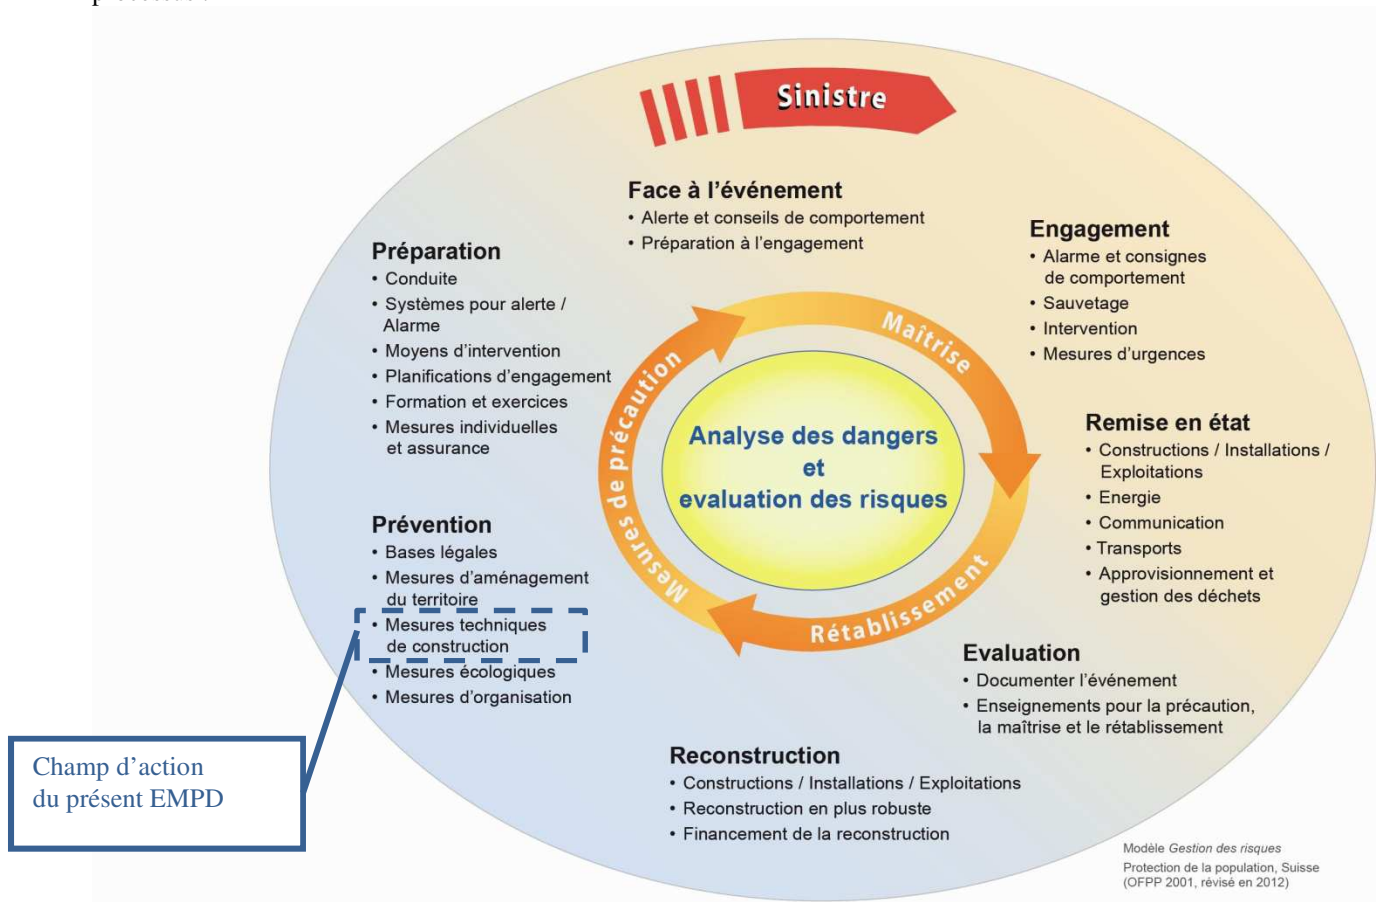 Sinistre
Face à l'événement
• Alerte et conseils de comportement
• Préparation à l'engagement
Engagement
• Alarme et consignes
de comportement
• Sauvetage
• Intervention
• Mesures d'urgences
Préparation
• Conduite
• Systèmes pour alerte /
Alarme
• Moyens d'intervention
• Planifications d'engagement
• Formation et exercices
• Mesures individuelles
et assurance
Maîtrise
Mesures de précaution
Rétablissement
Analyse des dangers
et
evaluation des risques
Remise en état
• Constructions / Installations /
Exploitations
• Energie
• Communication
• Transports
• Approvisionnement et
gestion des déchets
Prévention
• Bases légales
• Mesures d'aménagement
du territoire
• Mesures techniques
de construction
• Mesures écologiques
• Mesures d'organisation
Evaluation
• Documenter l'événement
• Enseignements pour la précaution,
la maîtrise et le rétablissement
Champ d'action
du présent EMPD
Reconstruction
• Constructions / Installations / Exploitations
• Reconstruction en plus robuste
• Financement de la reconstruction
Modèle Gestion des risques
Protection de la population, Suisse
(OFPP 2001, révisé en 2012)